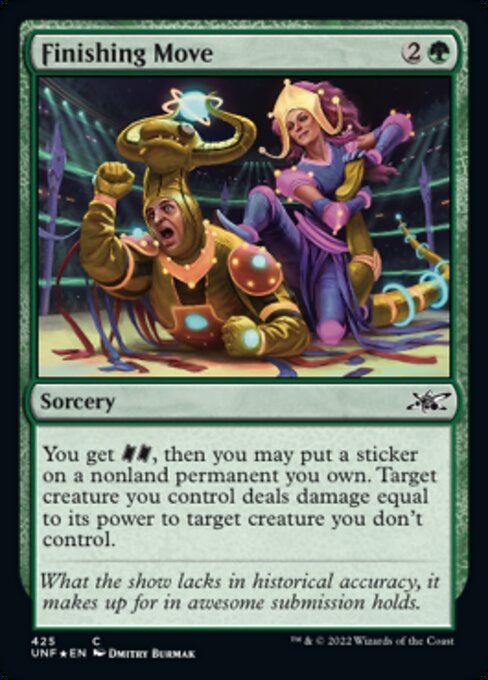 Finishing Move 2
Sorcery
You get , then you may put a sticker
on a nonland permanent you own. Target
creature you control deals damage equal
to its power to target creature you don't
control.
What the show lacks in historical accuracy, it
makes up for in awesome submission holds.
425 C
UNF★EN DMITRY BURMAK
™ & © 2022 Wizards of the Coast